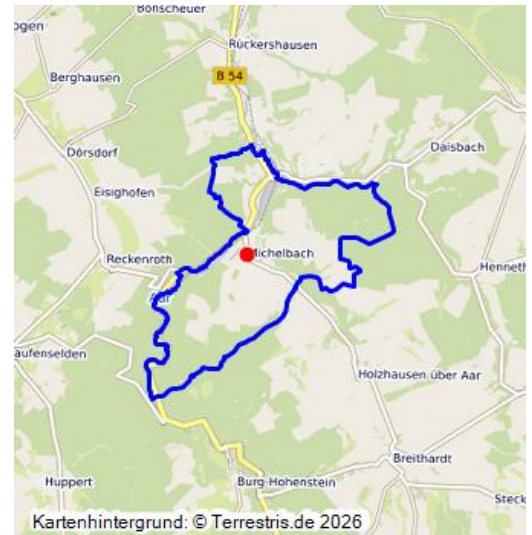 Bonscheuer
ogen
Rückershausen
B 54
Berghausen
Dörsdorf
Daisbach
Eisighofen
Michelbach
Reckenroth
Henneth
Aar
aufenselden
Holzhausen über Aar
Breithardt
Huppert
Burg-Hohenstein
Steck
Kartenhintergrund: © Terrestris.de 2026